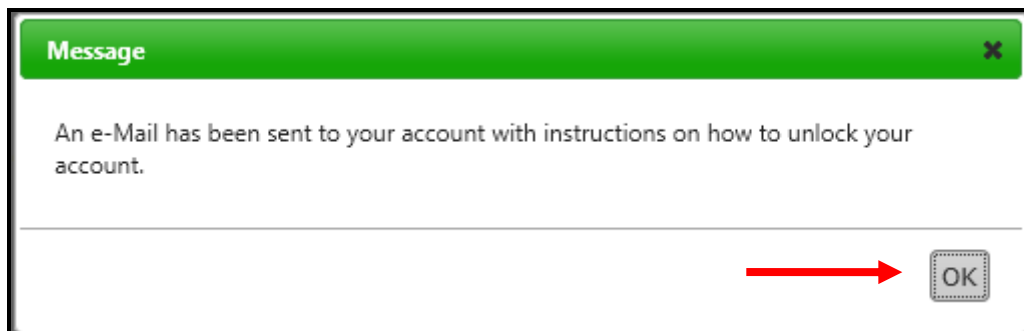 Message
An e-Mail has been sent to your account with instructions on how to unlock your
account.
OK